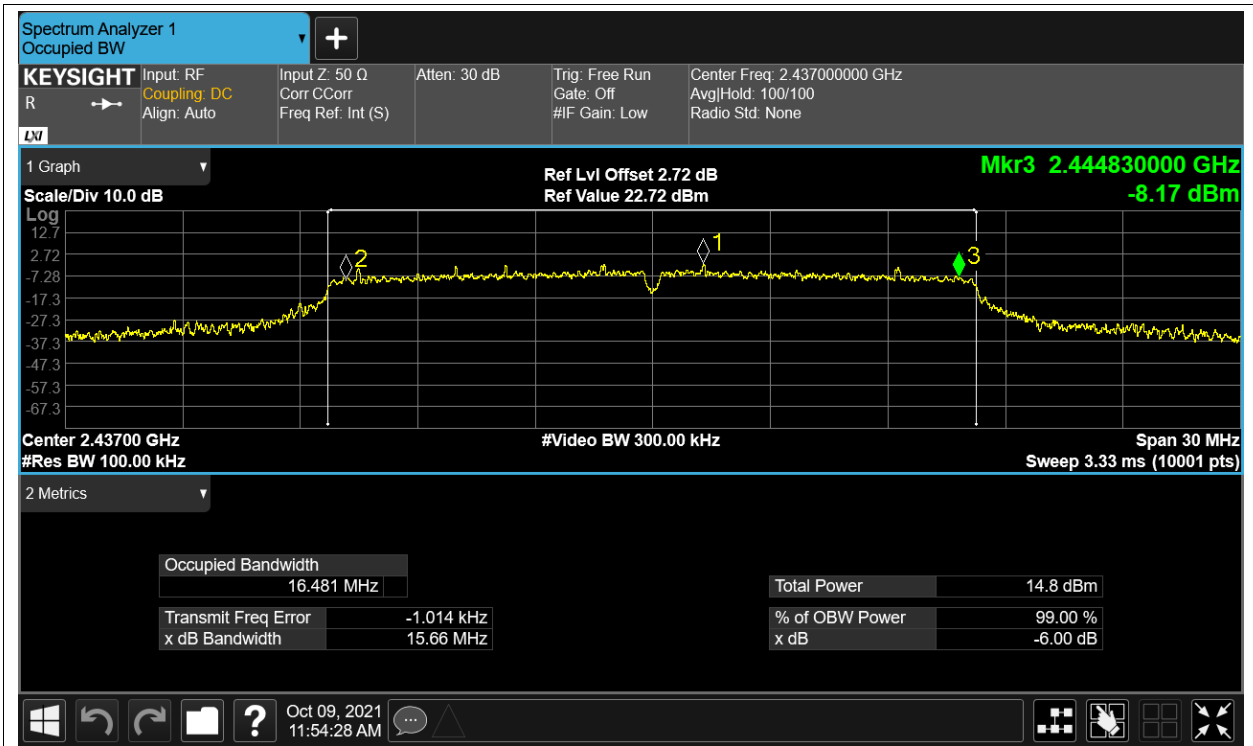 Spectrum Analyzer 1
Occupied BW
▼
+
KEYSIGHT
R
LXI
Input: RF
Coupling: DC
Align: Auto
Input Z: 50 Ω
Corr CCorr
Freq Ref: Int (S)
Atten: 30 dB
Trig: Free Run
Gate: Off
#IF Gain: Low
Center Freq: 2.437000000 GHz
Avg|Hold: 100/100
Radio Std: None
1 Graph
Scale/Div 10.0 dB
Ref Lvl Offset 2.72 dB
Ref Value 22.72 dBm
Mkr3 2.444830000 GHz
-8.17 dBm
Log
12.7
2.72
-7.28
-17.3
-27.3
-37.3
-47.3
-57.3
-67.3
2
1
3
Center 2.43700 GHz
#Video BW 300.00 kHz
Span 30 MHz
#Res BW 100.00 kHz
Sweep 3.33 ms (10001 pts)
2 Metrics
Occupied Bandwidth
16.481 MHz
Total Power 14.8 dBm
Transmit Freq Error -1.014 kHz
% of OBW Power 99.00 %
x dB Bandwidth 15.66 MHz
x dB -6.00 dB
?
Oct 09, 2021
11:54:28 AM